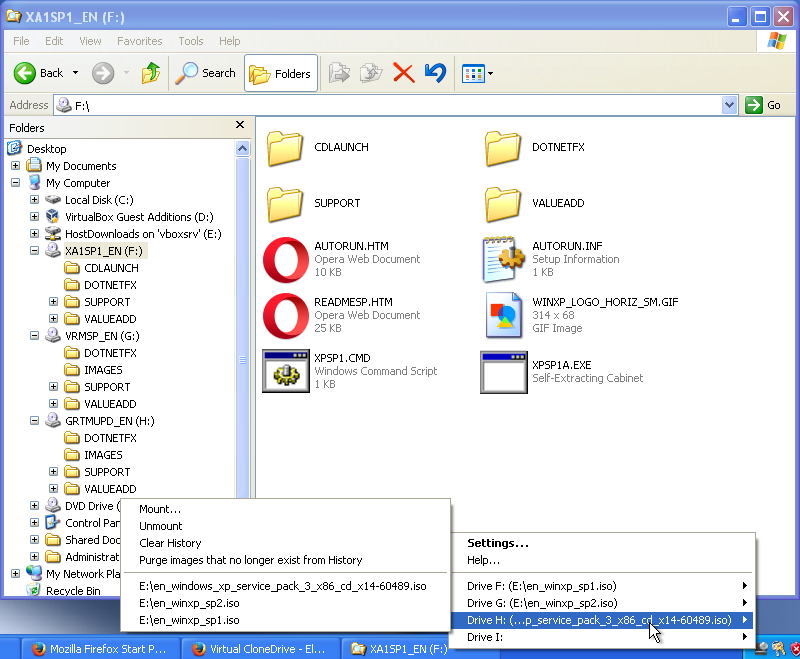 XA1SP1_EN (F:)
File Edit View Favorites Tools Help
Back Search Folders
Address F:\ Go
Folders
Desktop
My Documents
My Computer
Local Disk (C:)
VirtualBox Guest Additions (D:)
HostDownloads on 'vboxsrv' (E:)
XA1SP1_EN (F:)
CDLAUNCH
DOTNETFX
SUPPORT
VALUEADD
VRMSP_EN (G:)
DOTNETFX
IMAGES
SUPPORT
VALUEADD
GRTMUPD_EN (H:)
DOTNETFX
IMAGES
SUPPORT
VALUEADD
DVD Drive (
Control Pan
Shared Doc
Administrat
My Network Pla
Recycle Bin
CDLAUNCH
DOTNETFX
SUPPORT
VALUEADD
AUTORUN.HTM
Opera Web Document
10 KB
AUTORUN.INF
Setup Information
1 KB
READMESP.HTM
Opera Web Document
25 KB
WINXP_LOGO_HORIZ_SM.GIF
314 x 68
GIF Image
XPSP1.CMD
Windows Command Script
1 KB
XPSP1A.EXE
Self-Extracting Cabinet
Mount...
Unmount
Clear History
Purge images that no longer exist from History
E:\en_windows_xp_service_pack_3_x86_cd_x14-60489.iso
E:\en_winxp_sp2.iso
E:\en_winxp_sp1.iso
Settings...
Help...
Drive F: (E:\en_winxp_sp1.iso)
Drive G: (E:\en_winxp_sp2.iso)
Drive H: (...p_service_pack_3_x86_cd_x14-60489.iso)
Drive I:
Mozilla Firefox Start P...
Virtual CloneDrive - El...
XA1SP1_EN (F:)